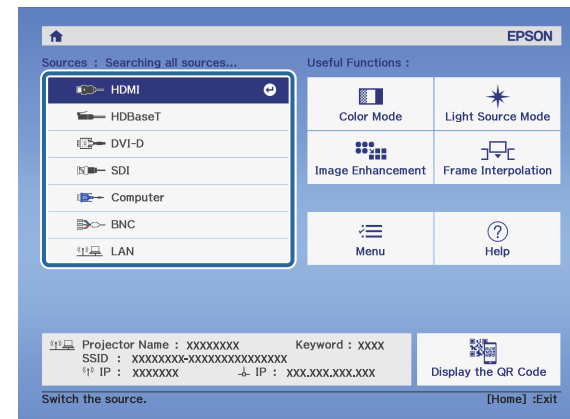 EPSON
Sources : Searching all sources...
HDMI
HDBaseT
DVI-D
SDI
Computer
BNC
LAN
Useful Functions :
Color Mode
Light Source Mode
Image Enhancement
Frame Interpolation
Menu
Help
Projector Name : XXXXXXXX Keyword : XXXX
SSID : XXXXXXXX-XXXXXXXXXXXXXXX
IP : XXXXXXX IP : XXX.XXX.XXX.XXX
Display the QR Code
Switch the source. [Home] :Exit